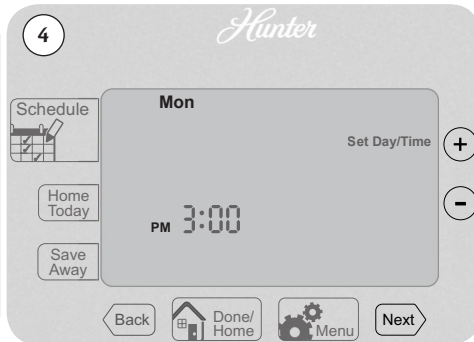 4
Hunter
Schedule
Mon
Set Day/Time
+
Home
Today
-
PM 3:00
Save
Away
Back
Done/
Home
Menu
Next